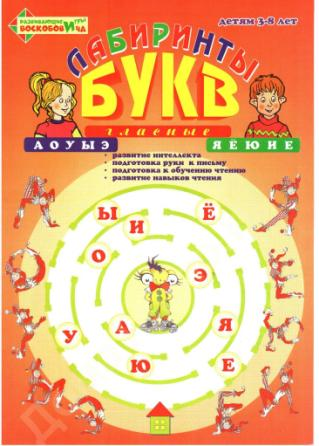 РАЗВИВАЮЩИЕ ИГРЫ
ВОСКОБОВИЧА
детям 3-8 лет
ЛАБИРИНТЫ
БУКВ
гласные
А О У Ы Э
Я Ё Ю И Е
• развитие интеллекта
• подготовка руки к письму
• подготовка к обучению чтению
• развитие навыков чтения
Ы И Ё
О Э Е
У А Я
Ю